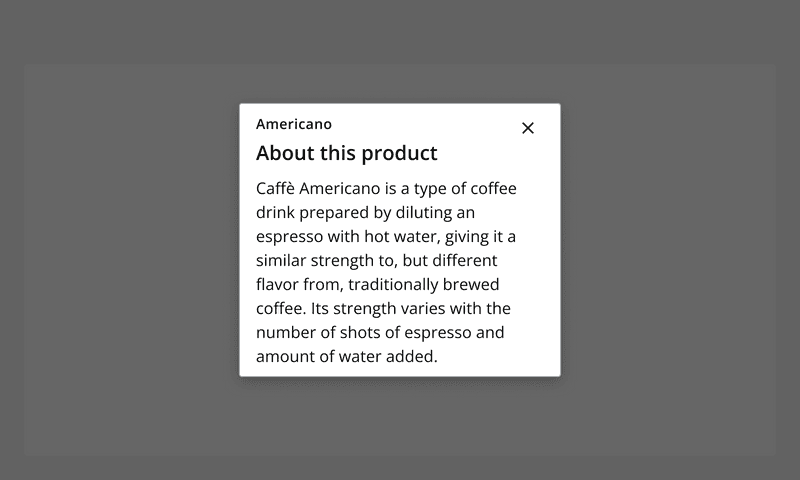 Americano
About this product
Caffè Americano is a type of coffee
drink prepared by diluting an
espresso with hot water, giving it a
similar strength to, but different
flavor from, traditionally brewed
coffee. Its strength varies with the
number of shots of espresso and
amount of water added.